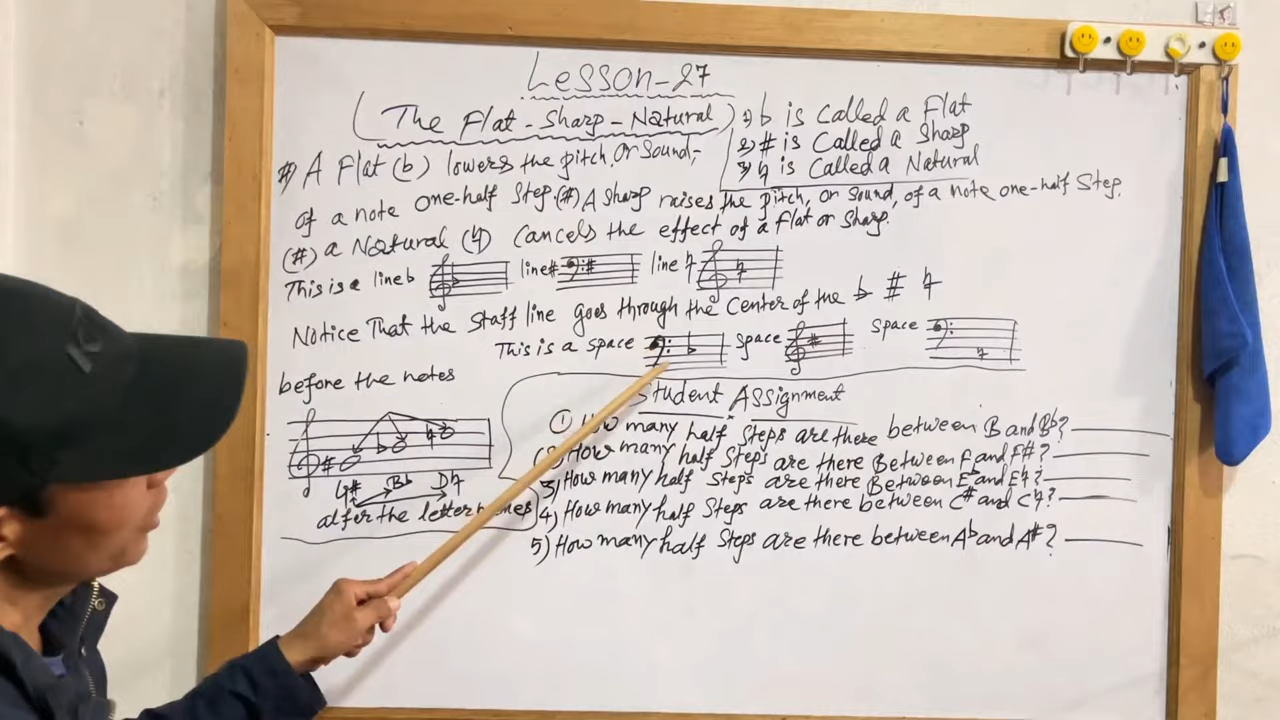 Lesson-27
(The Flat-Sharp-Natural)
1) ♭ is Called a Flat
2) # is Called a Sharp
3) ♮ is Called a Natural
#) A Flat (b) lowers the pitch, or Sound,-
of a note one-half Step.(#) A Sharp raises the pitch, or sound, of a note one-half Step.
(#) a Natural (♮) Cancels the effect of a Flat or Sharp.
This is a line♭ line# line♮
Notice That the Staff line goes through the Center of the ♭ # ♮
This is a space space Space
before the notes
G# Bb D♮
alfer the letter names
Student Assignment
① How many half Steps are there between B and Bb?
(2) How many half Steps are there Between F and F#?
3) How many half Steps are there Between Eb and E♮?
4) How many half Steps are there between C# and C♮?
5) How many half Steps are there between Ab and A#?